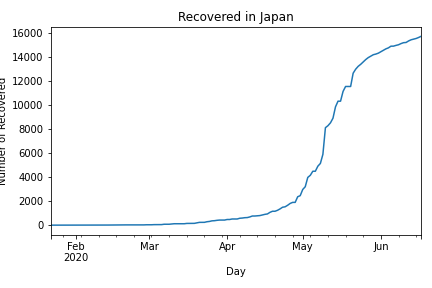 Recovered in Japan
16000
14000
12000
10000
8000
6000
4000
2000
0
Number of Recovered
Feb
2020
Mar
Apr
May
Jun
Day